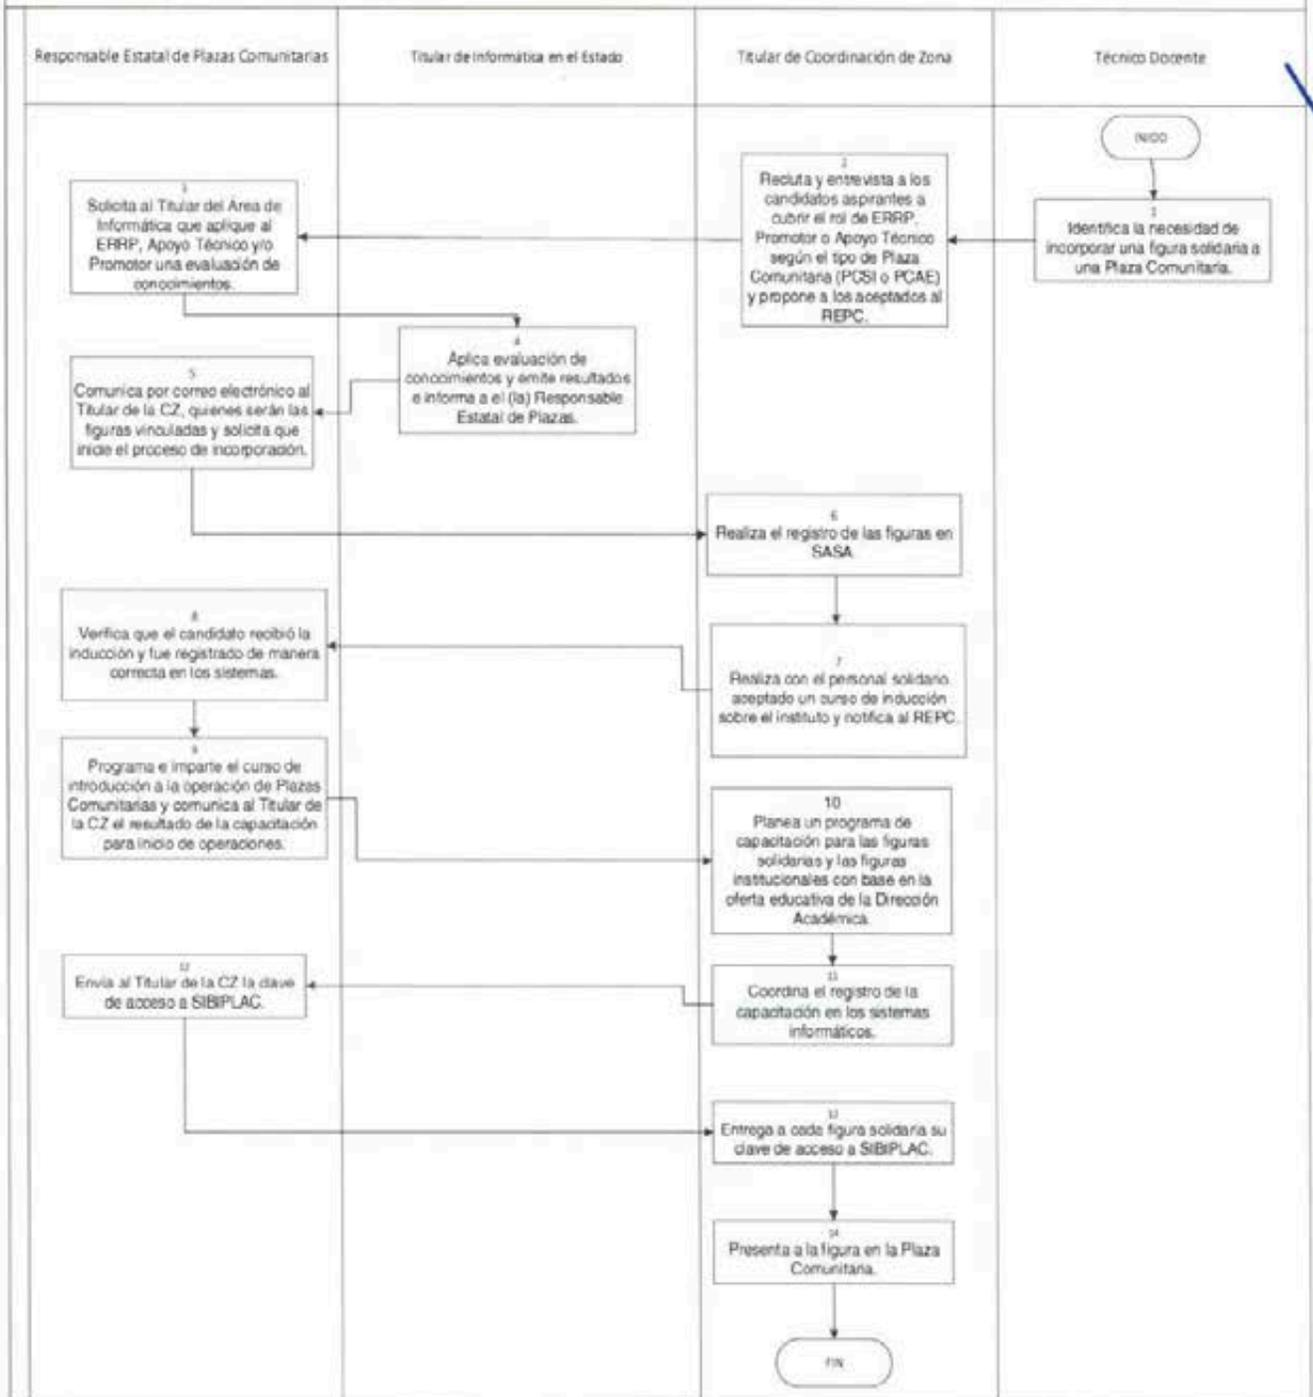 Responsable Estatal de Plazas Comunitarias
Titular de Informática en el Estado
Titular de Coordinación de Zona
Técnico Docente
INICIO
1
Identifica la necesidad de
incorporar una figura solidaria a
una Plaza Comunitaria.
2
Recluta y entrevista a los
candidatos aspirantes a
cubrir el rol de ERRP,
Promotor o Apoyo Técnico
según el tipo de Plaza
Comunitaria (PCSI o PCAE)
y propone a los aceptados al
REPC.
3
Solicita al Titular del Área de
Informática que aplique al
ERRP, Apoyo Técnico y/o
Promotor una evaluación de
conocimientos.
4
Aplica evaluación de
conocimientos y emite resultados
e informa a el (la) Responsable
Estatal de Plazas.
5
Comunica por correo electrónico al
Titular de la CZ, quienes serán las
figuras vinculadas y solicita que
inicie el proceso de incorporación.
6
Realiza el registro de las figuras en
SASA.
7
Realiza con el personal solidario
aceptado un curso de inducción
sobre el instituto y notifica al REPC.
8
Verifica que el candidato recibió la
inducción y fue registrado de manera
correcta en los sistemas.
9
Programa e imparte el curso de
introducción a la operación de Plazas
Comunitarias y comunica al Titular de
la CZ el resultado de la capacitación
para inicio de operaciones.
10
Planea un programa de
capacitación para las figuras
solidarias y las figuras
institucionales con base en la
oferta educativa de la Dirección
Académica.
11
Coordina el registro de la
capacitación en los sistemas
informáticos.
12
Envía al Titular de la CZ la clave
de acceso a SIBIPLAC.
13
Entrega a cada figura solidaria su
clave de acceso a SIBIPLAC.
14
Presenta a la figura en la Plaza
Comunitaria.
FIN